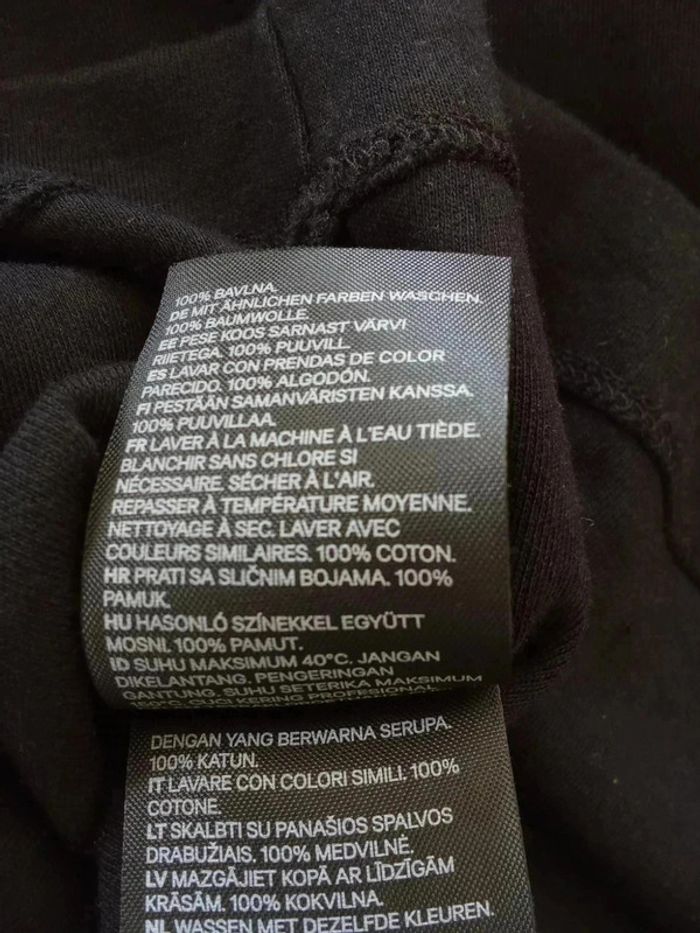 100% BAVLNA.
DE MIT ÄHNLICHEN FARBEN WASCHEN.
100% BAUMWOLLE.
EE PESE KOOS SARNAST VÄRVI
RIIETEGA. 100% PUUVILL.
ES LAVAR CON PRENDAS DE COLOR
PARECIDO. 100% ALGODÓN.
FI PESTÄÄN SAMANVÄRISTEN KANSSA.
100% PUUVILLAA.
FR LAVER À LA MACHINE À L'EAU TIÈDE.
BLANCHIR SANS CHLORE SI
NÉCESSAIRE. SÉCHER À L'AIR.
REPASSER À TEMPÉRATURE MOYENNE.
NETTOYAGE À SEC. LAVER AVEC
COULEURS SIMILAIRES. 100% COTON.
HR PRATI SA SLIČNIM BOJAMA. 100%
PAMUK.
HU HASONLÓ SZÍNEKKEL EGYÜTT
MOSNI. 100% PAMUT.
ID SUHU MAKSIMUM 40°C. JANGAN
DIKELANTANG. PENGERINGAN
GANTUNG. SUHU SETERIKA MAKSIMUM
150°C. CUCI KERING PROFESIONAL.
DENGAN YANG BERWARNA SERUPA.
100% KATUN.
IT LAVARE CON COLORI SIMILI. 100%
COTONE.
LT SKALBTI SU PANAŠIOS SPALVOS
DRABUŽIAIS. 100% MEDVILNĖ.
LV MAZGĀJIET KOPĀ AR LĪDZĪGĀM
KRĀSĀM. 100% KOKVILNA.
NL WASSEN MET DEZELFDE KLEUREN.